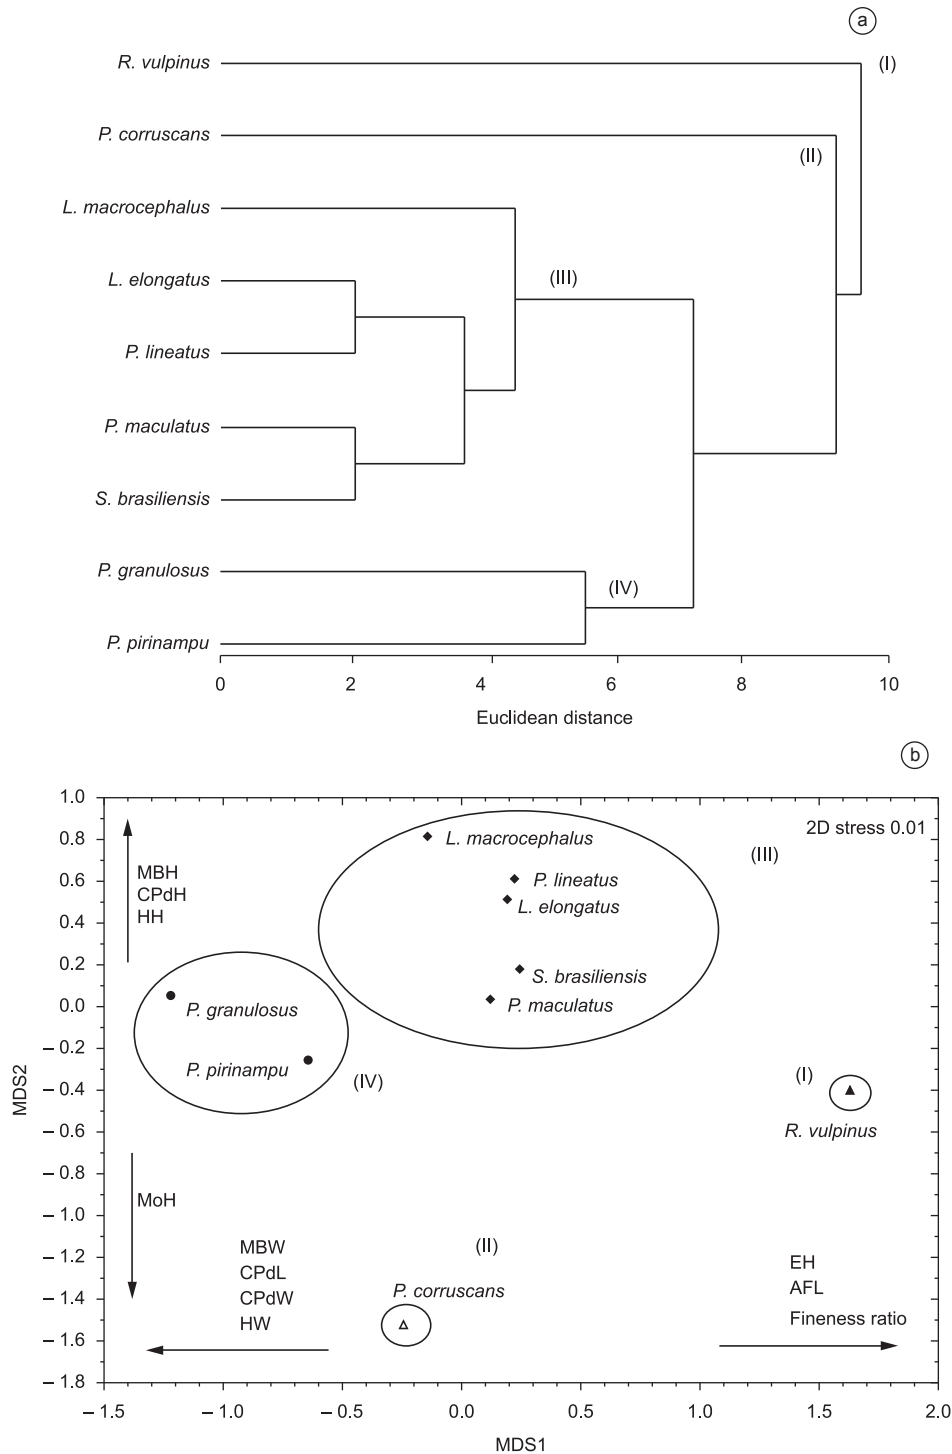 a
R. vulpinus
(I)
P. corruscans
(II)
L. macrocephalus
L. elongatus
(III)
P. lineatus
P. maculatus
S. brasiliensis
P. granulosus
(IV)
P. pirinampu
0 2 4 6 8 10
Euclidean distance
b
1.0
0.8
0.6
0.4
0.2
0.0
– 0.2
– 0.4
– 0.6
– 0.8
– 1.0
– 1.2
– 1.4
– 1.6
– 1.8
MDS2
2D stress 0.01
L. macrocephalus
(III)
MBH
CPdH
HH
P. lineatus
L. elongatus
S. brasiliensis
P. maculatus
P. granulosus
P. pirinampu
(IV)
(I)
R. vulpinus
MoH
(II)
P. corruscans
MBW
CPdL
CPdW
HW
EH
AFL
Fineness ratio
– 1.5 – 1.0 – 0.5 0.0 0.5 1.0 1.5 2.0
MDS1